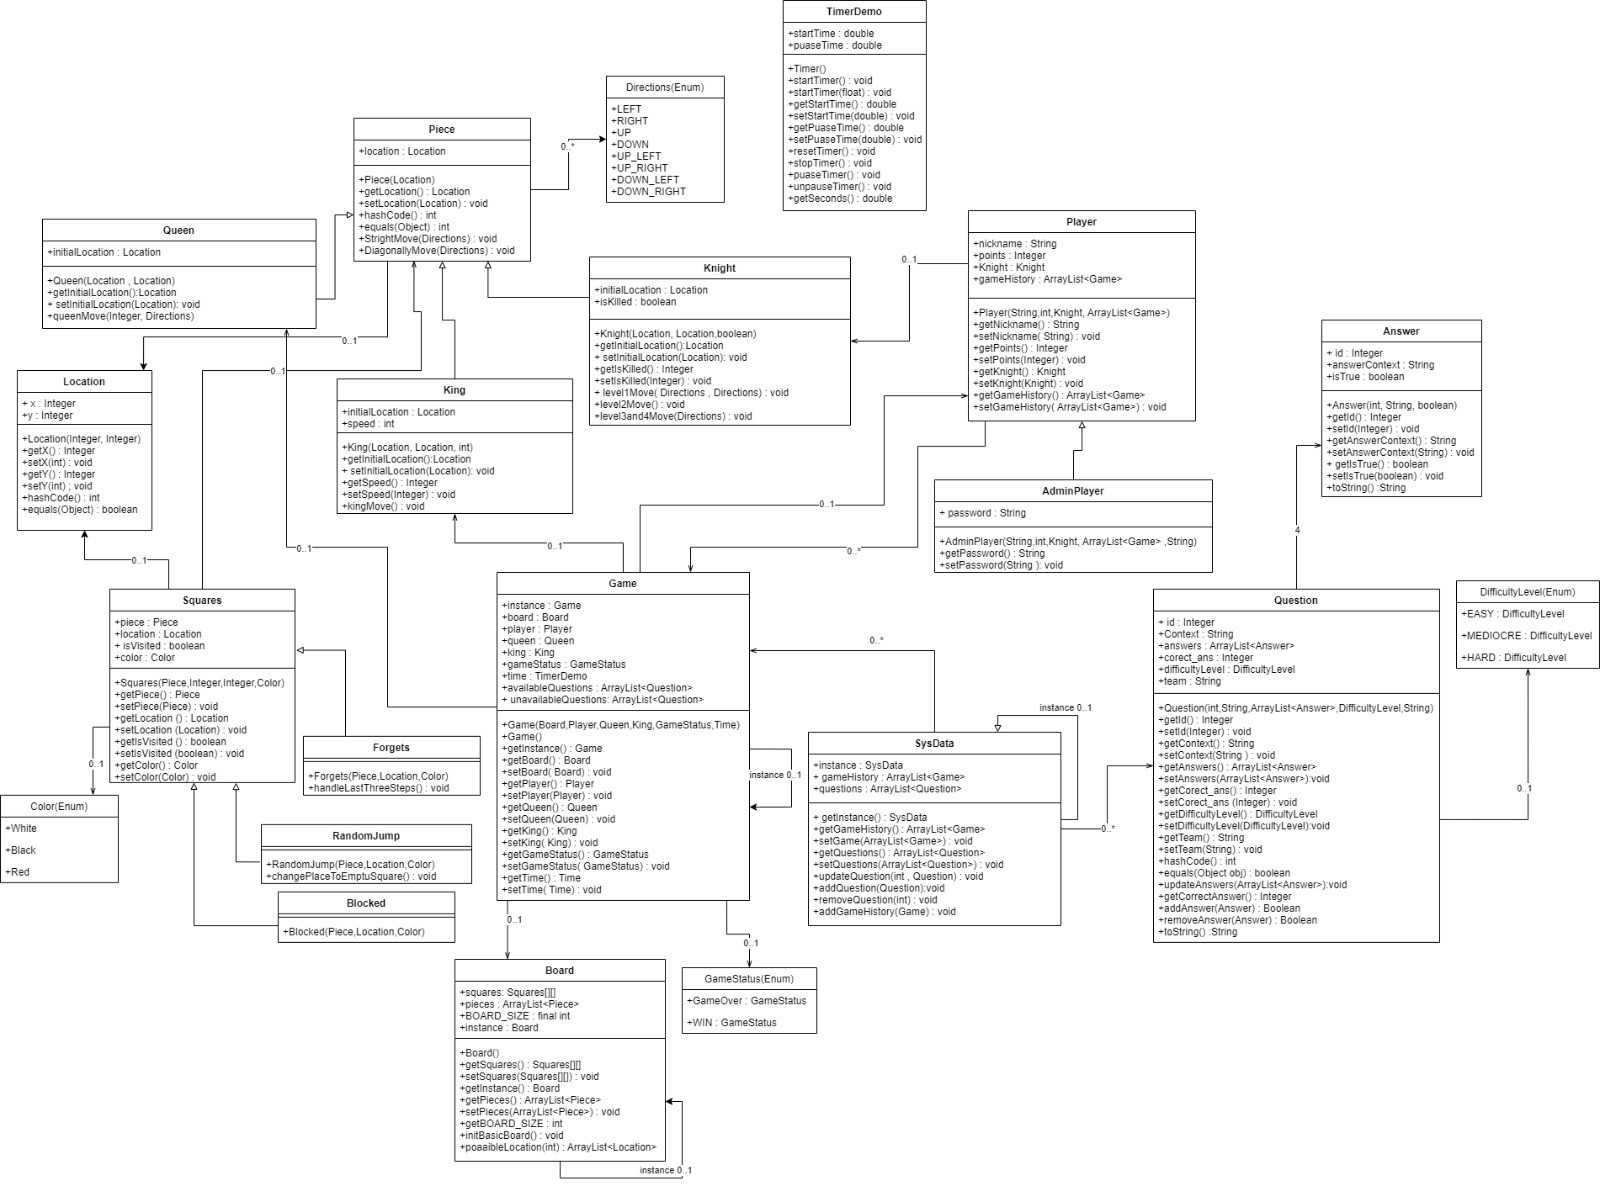 TimerDemo
+startTime : double
+puaseTime : double
+Timer()
+startTimer() : void
+startTimer(float) : void
+getStartTime() : double
+setStartTime(double) : void
+getPuaseTime() : double
+setPuaseTime(double) : void
+resetTimer() : void
+stopTimer() : void
+puaseTimer() : void
+unpauseTimer() : void
+getSeconds() : double
Directions(Enum)
+LEFT
+RIGHT
+UP
+DOWN
+UP_LEFT
+UP_RIGHT
+DOWN_LEFT
+DOWN_RIGHT
Piece
+location : Location
+Piece(Location)
+getLocation() : Location
+setLocation(Location) : void
+hashCode() : int
+equals(Object) : int
+StrightMove(Directions) : void
+DiagonallyMove(Directions) : void
0..*
Queen
+initialLocation : Location
+Queen(Location , Location)
+getInitialLocation():Location
+ setInitialLocation(Location): void
+queenMove(Integer, Directions)
Player
+nickname : String
+points : Integer
+Knight : Knight
+gameHistory : ArrayList<Game>
+Player(String,int,Knight, ArrayList<Game>)
+getNickname() : String
+setNickname( String) : void
+getPoints() : Integer
+setPoints(Integer) : void
+getKnight() : Knight
+setKnight(Knight) : void
+getGameHistory() : ArrayList<Game>
+setGameHistory( ArrayList<Game>) : void
0..1
Knight
+initialLocation : Location
+isKilled : boolean
+Knight(Location, Location,boolean)
+getInitialLocation():Location
+ setInitialLocation(Location): void
+getIsKilled() : Integer
+setIsKilled(Integer) : void
+ level1Move( Directions , Directions) : void
+level2Move() : void
+level3and4Move(Directions) : void
Answer
+ id : Integer
+answerContext : String
+isTrue : boolean
+Answer(int, String, boolean)
+getId() : Integer
+setId(Integer) : void
+getAnswerContext() : String
+setAnswerContext(String) : void
+ getIsTrue() : boolean
+setIsTrue(boolean) : void
+toString() :String
0..1
0..1
Location
+ x : Integer
+y : Integer
+Location(Integer, Integer)
+getX() : Integer
+setX(int) : void
+getY() : Integer
+setY(int) ; void
+hashCode() : int
+equals(Object) : boolean
King
+initialLocation : Location
+speed : int
+King(Location, Location, int)
+getInitialLocation():Location
+ setInitialLocation(Location): void
+getSpeed() : Integer
+setSpeed(Integer) : void
+kingMove() : void
AdminPlayer
+ password : String
+AdminPlayer(String,int,Knight, ArrayList<Game> ,String)
+getPassword() : String
+setPassword(String ): void
0..1
4
0..1
0..1
0..*
0..1
Squares
+piece : Piece
+location : Location
+ isVisited : boolean
+color : Color
+Squares(Piece,Integer,Integer,Color)
+getPiece() : Piece
+setPiece(Piece) : void
+getLocation () : Location
+setLocation (Location) : void
+getIsVisited () : boolean
+setIsVisited (boolean) : void
+getColor() : Color
+setColor(Color) : void
Game
+instance : Game
+board : Board
+player : Player
+queen : Queen
+king : King
+gameStatus : GameStatus
+time : TimerDemo
+availableQuestions : ArrayList<Question>
+ unavailableQuestions: ArrayList<Question>
+Game(Board,Player,Queen,King,GameStatus,Time)
+Game()
+getInstance() : Game
+getBoard() : Board
+setBoard( Board) : void
+getPlayer() : Player
+setPlayer(Player) : void
+getQueen() : Queen
+setQueen(Queen) : void
+getKing() : King
+setKing( King) : void
+getGameStatus() : GameStatus
+setGameStatus( GameStatus) : void
+getTime() : Time
+setTime( Time) : void
instance 0..1
0..*
Question
+ id : Integer
+Context : String
+answers : ArrayList<Answer>
+corect_ans : Integer
+difficultyLevel : DifficultyLevel
+team : String
+Question(int,String,ArrayList<Answer>,DifficultyLevel,String)
+getId() : Integer
+setId(Integer) : void
+getContext() : String
+setContext(String ) : void
+getAnswers() : ArrayList<Answer>
+setAnswers(ArrayList<Answer>):void
+getCorect_ans() : Integer
+setCorect_ans (Integer) : void
+getDifficultyLevel() : DifficultyLevel
+setDifficultyLevel(DifficultyLevel):void
+getTeam() : String
+setTeam(String) : void
+hashCode() : int
+equals(Object obj) : boolean
+updateAnswers(ArrayList<Answer>):void
+getCorrectAnswer() : Integer
+addAnswer(Answer) : Boolean
+removeAnswer(Answer) : Boolean
+toString() :String
DifficultyLevel(Enum)
+EASY : DifficultyLevel
+MEDIOCRE : DifficultyLevel
+HARD : DifficultyLevel
0..1
instance 0..1
SysData
+instance : SysData
+ gameHistory : ArrayList<Game>
+questions : ArrayList<Question>
+ getInstance() : SysData
+getGameHistory() : ArrayList<Game>
+setGame(ArrayList<Game>) : void
+getQuestions() : ArrayList<Question>
+setQuestions(ArrayList<Question>) : void
+updateQuestion(int , Question) : void
+addQuestion(Question):void
+removeQuestion(int) : void
+addGameHistory(Game) : void
0..*
Forgets
+Forgets(Piece,Location,Color)
+handleLastThreeSteps() : void
0..1
Color(Enum)
+White
+Black
+Red
RandomJump
+RandomJump(Piece,Location,Color)
+changePlaceToEmptuSquare() : void
Blocked
+Blocked(Piece,Location,Color)
0..1
0..1
Board
+squares: Squares[][]
+pieces : ArrayList<Piece>
+BOARD_SIZE : final int
+instance : Board
+Board()
+getSquares() : Squares[][]
+setSquares(Squares[][]) : void
+getInstance() : Board
+getPieces() : ArrayList<Piece>
+setPieces(ArrayList<Piece>) : void
+getBOARD_SIZE : int
+initBasicBoard() : void
+poaaibleLocation(int) : ArrayList<Location>
instance 0..1
GameStatus(Enum)
+GameOver : GameStatus
+WIN : GameStatus